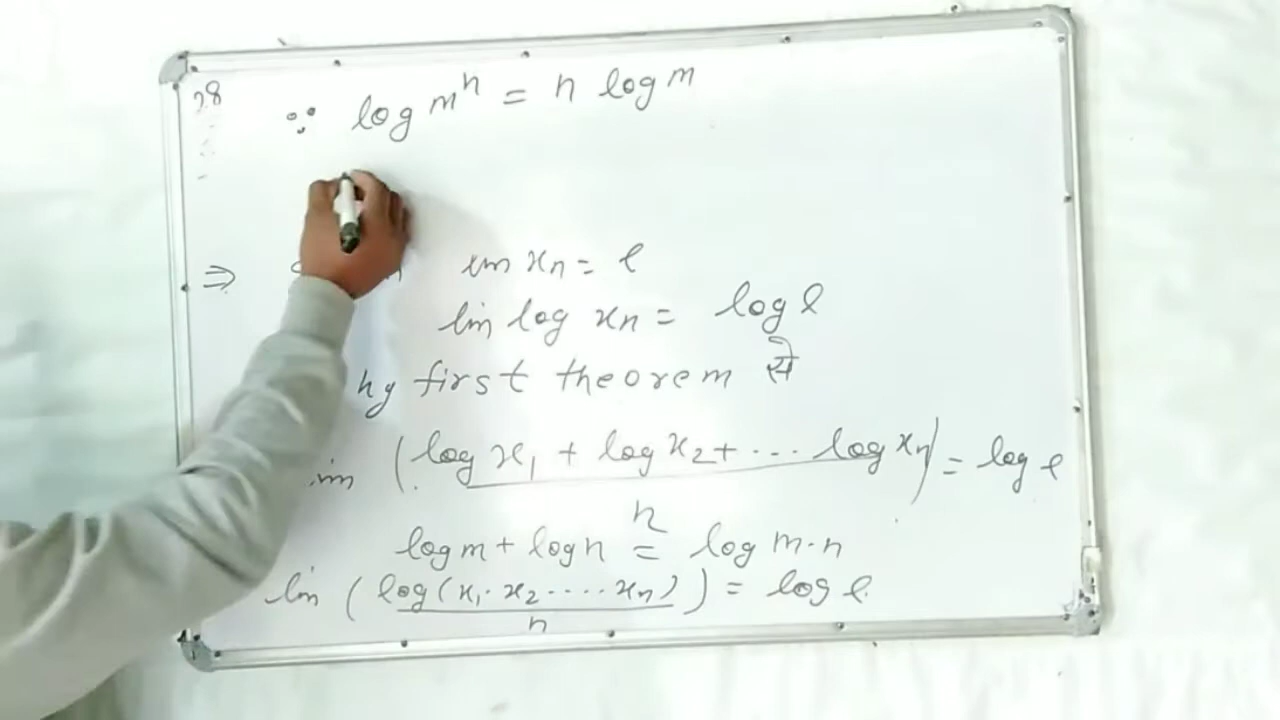 28
∵ log mⁿ = n log m
⇒ lim xₙ = l
lim log xₙ = log l
by first theorem से
lim (log x₁ + log x₂ + ... log xₙ) = log l
n
log m + log n = log m·n
lim (log(x₁· x₂ ····· xₙ)) = log l
n